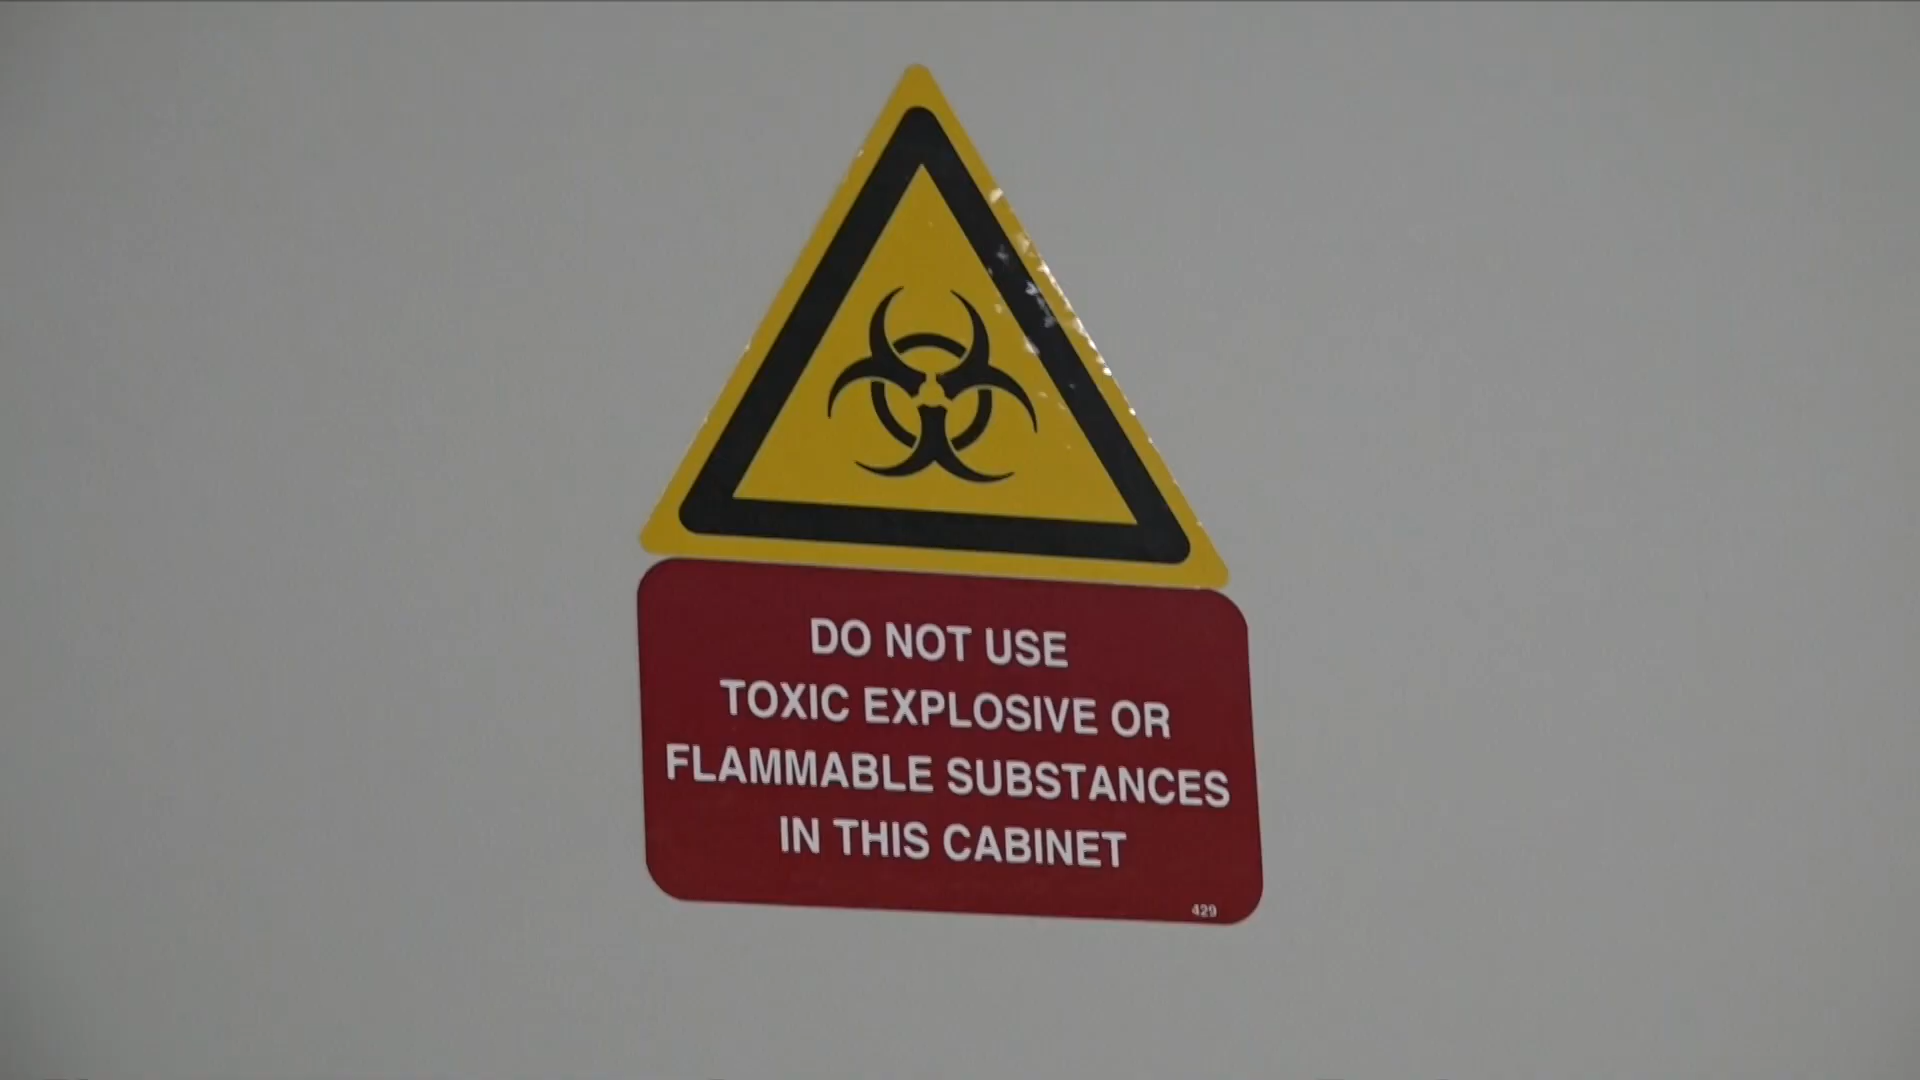 DO NOT USE
TOXIC EXPLOSIVE OR
FLAMMABLE SUBSTANCES
IN THIS CABINET
429